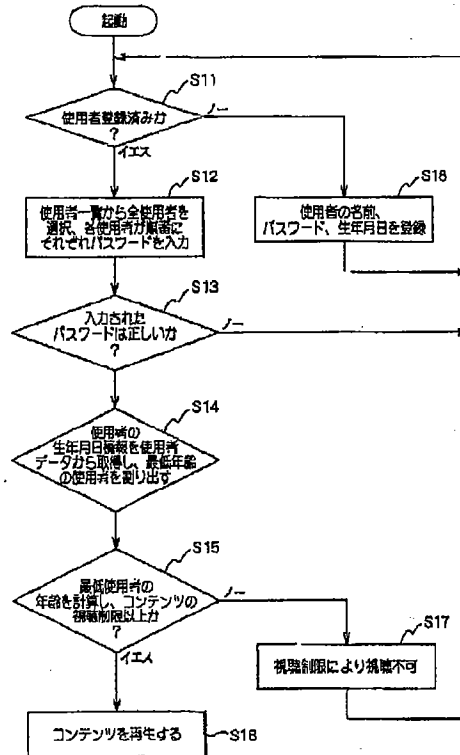 起動
S11
使用者登録済みか
?
ノー
イエス
S12
使用者一覧から全使用者を
選択、各使用者が順番に
それぞれパスワードを入力
S16
使用者の名前、
パスワード、生年月日を登録
S13
入力された
パスワードは正しいか
?
ノー
S14
使用者の
生年月日情報を使用者
データから取得し、最低年齢
の使用者を割り出す
S15
最低使用者の
年齢を計算し、コンテンツの
視聴制限以上か
?
ノー
イエス
S17
視聴制限により視聴不可
コンテンツを再生する
S18